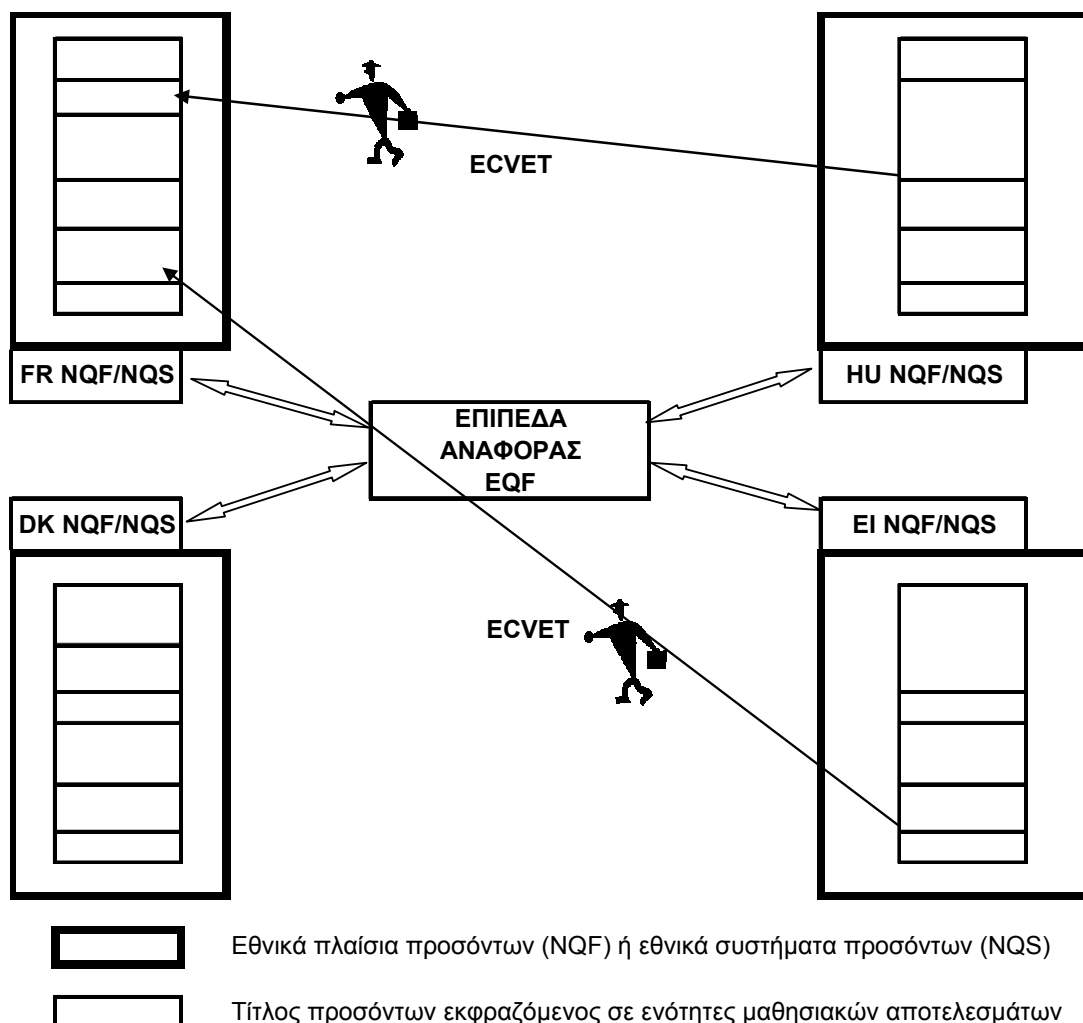 ECVET
FR NQF/NQS
HU NQF/NQS
ΕΠΙΠΕΔΑ
ΑΝΑΦΟΡΑΣ
EQF
DK NQF/NQS
EI NQF/NQS
ECVET
Εθνικά πλαίσια προσόντων (NQF) ή εθνικά συστήματα προσόντων (NQS)
Τίτλος προσόντων εκφραζόμενος σε ενότητες μαθησιακών αποτελεσμάτων